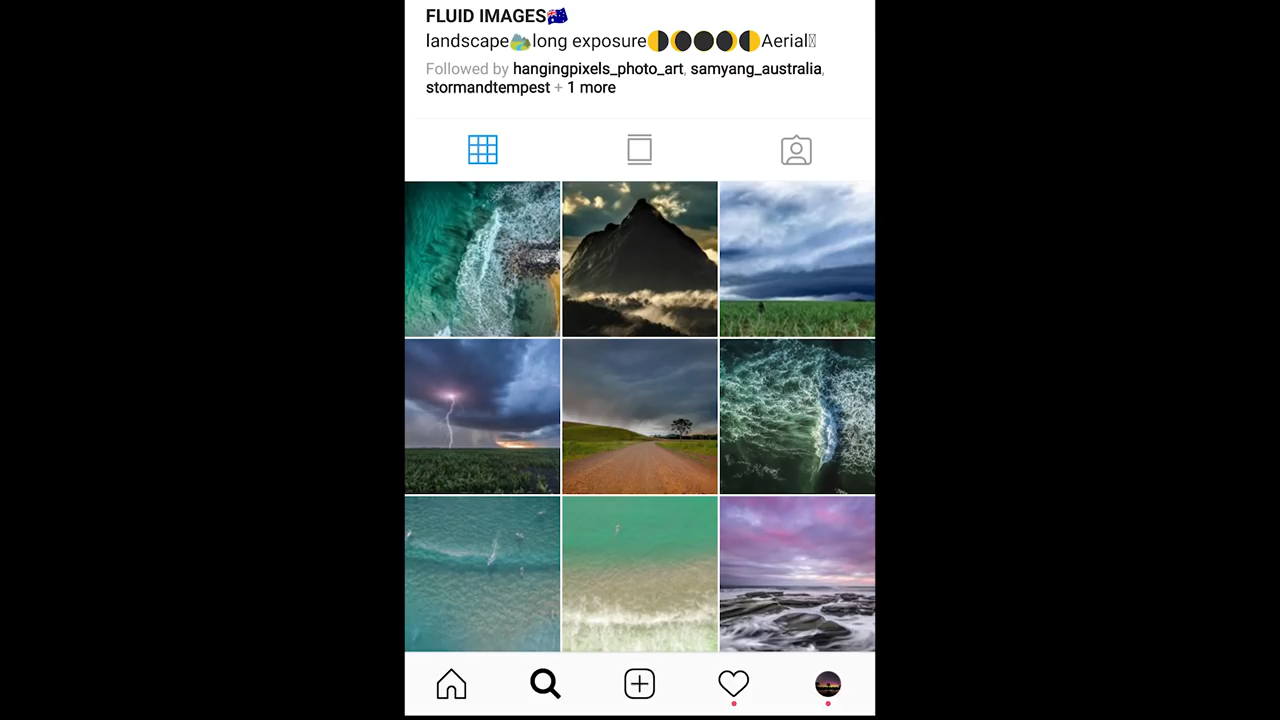 FLUID IMAGES🇦🇺
landscape🏞long exposure🌓🌔🌑🌒🌗Aerial
Followed by hangingpixels_photo_art, samyang_australia,
stormandtempest + 1 more